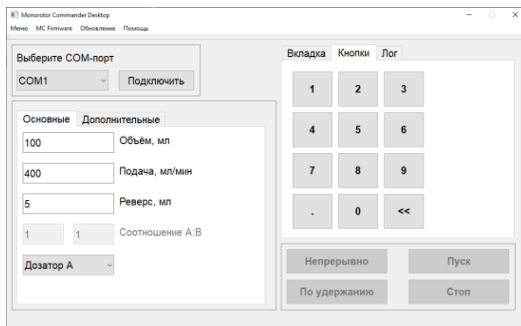 Monorotor Commander Desktop
Меню MC Firmware Обновление Помощь
Выберите COM-порт
COM1 Подключить
Основные Дополнительные
100 Объём, мл
400 Подача, мл/мин
5 Реверс, мл
1 1 Соотношение А:В
Дозатор А
Вкладка Кнопки Лог
1 2 3
4 5 6
7 8 9
. 0 <<
Непрерывно Пуск
По удержанию Стоп